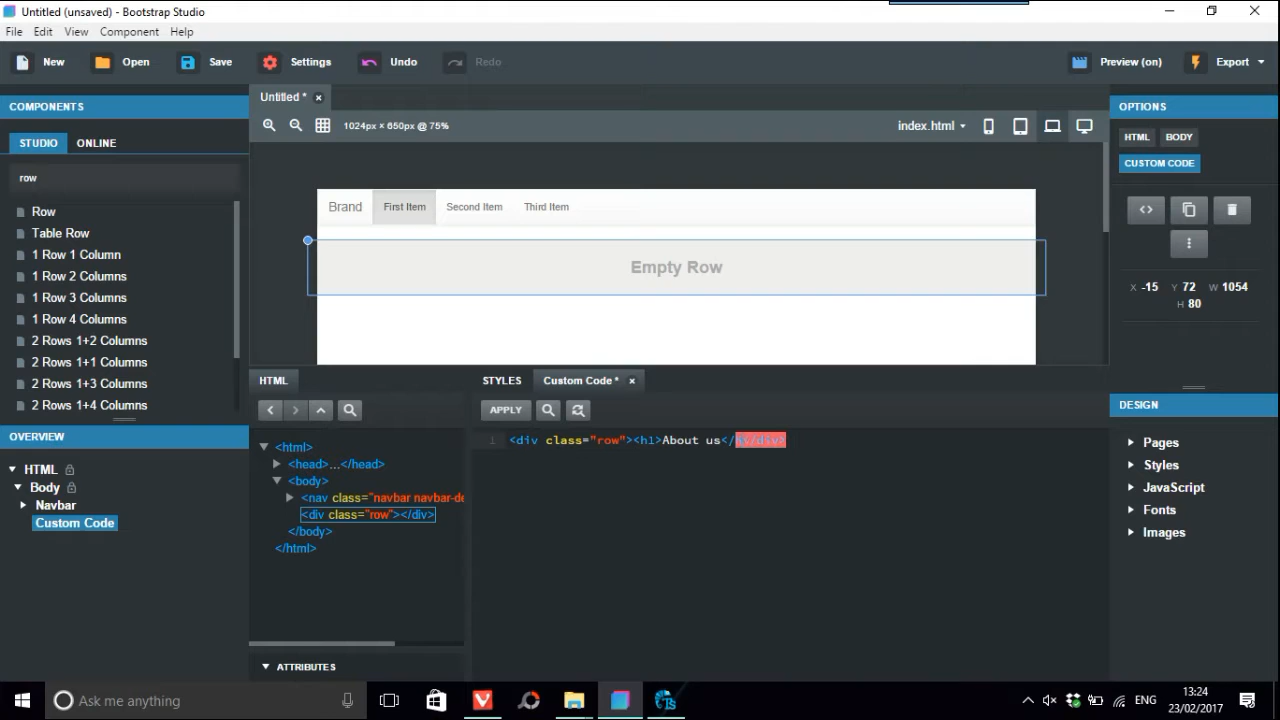 Untitled (unsaved) - Bootstrap Studio
File Edit View Component Help
New Open Save Settings Undo Redo Preview (on) Export
COMPONENTS
STUDIO ONLINE
row
Row
Table Row
1 Row 1 Column
1 Row 2 Columns
1 Row 3 Columns
1 Row 4 Columns
2 Rows 1+2 Columns
2 Rows 1+1 Columns
2 Rows 1+3 Columns
2 Rows 1+4 Columns
OVERVIEW
HTML
Body
Navbar
Custom Code
Untitled *
1024px × 650px @ 75%
index.html
Brand First Item Second Item Third Item
Empty Row
HTML
<html>
<head>...</head>
<body>
<nav class="navbar navbar-de
<div class="row"></div>
</body>
</html>
ATTRIBUTES
STYLES Custom Code *
APPLY
1 <div class="row"><h1>About us</h</div>
OPTIONS
HTML BODY
CUSTOM CODE
X -15 Y 72 W 1054
H 80
DESIGN
Pages
Styles
JavaScript
Fonts
Images
Ask me anything
ENG
13:24
23/02/2017